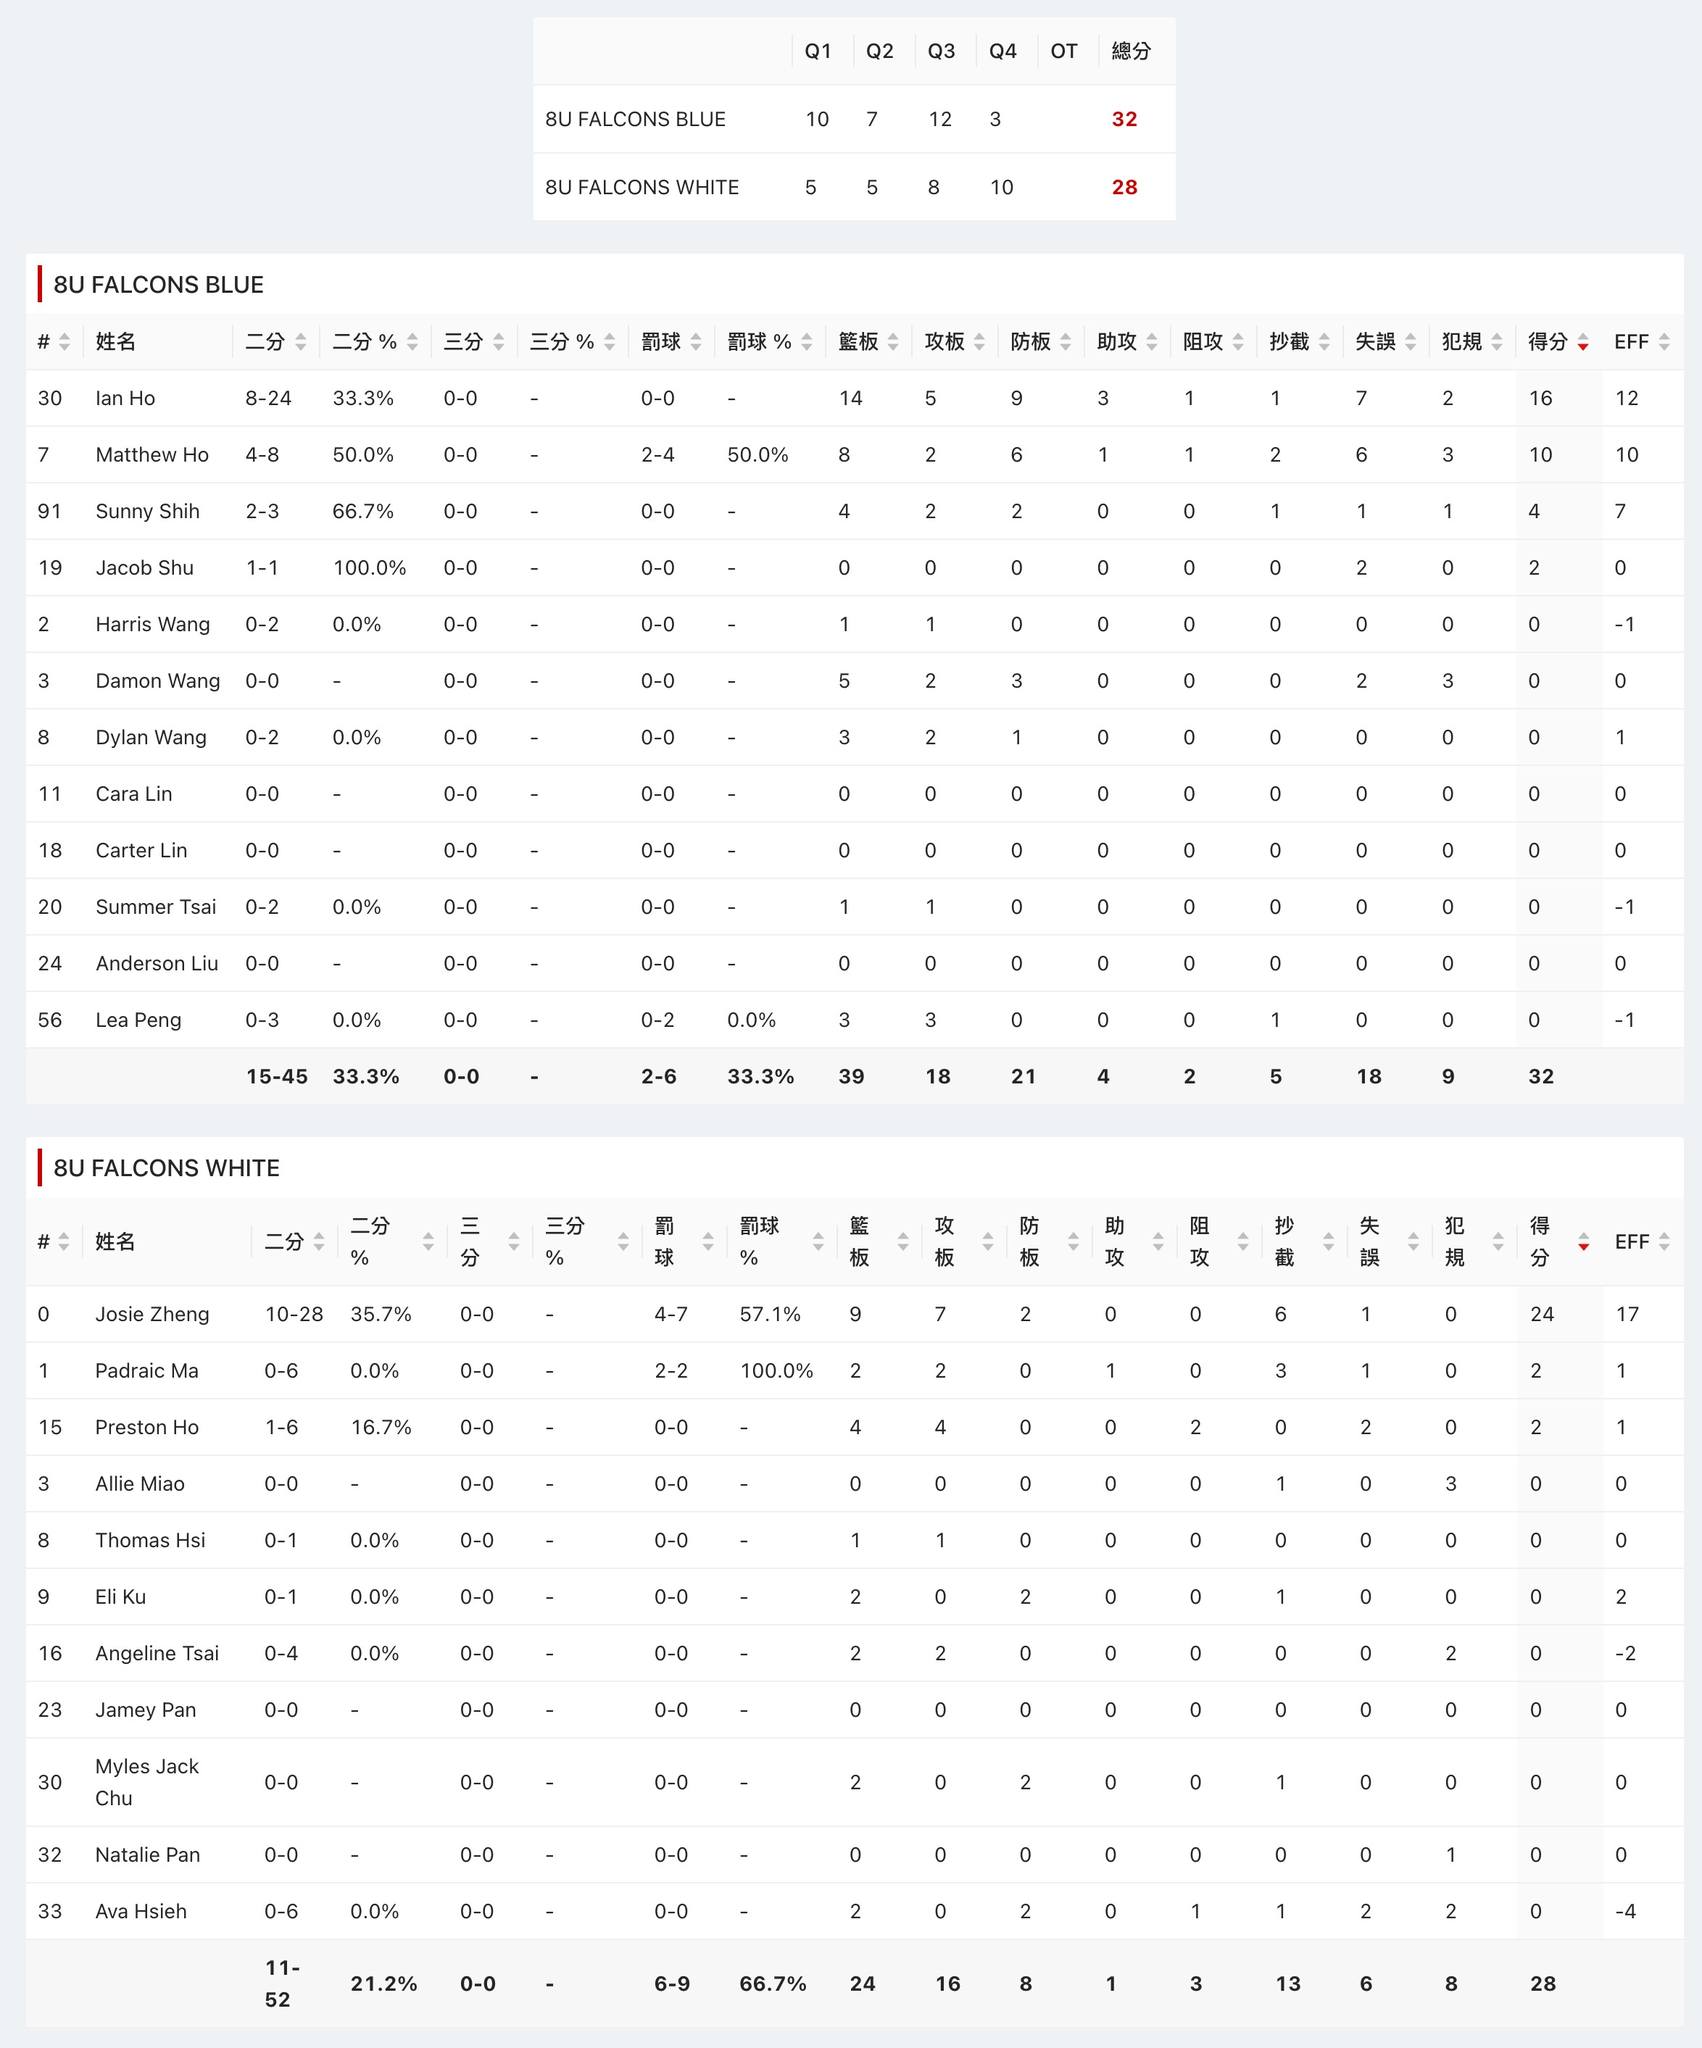 Q1 Q2 Q3 Q4 OT 總分
8U FALCONS BLUE 10 7 12 3 32
8U FALCONS WHITE 5 5 8 10 28
8U FALCONS BLUE
# 姓名 二分 二分 % 三分 三分 % 罰球 罰球 % 籃板 攻板 防板 助攻 阻攻 抄截 失誤 犯規 得分 EFF
30 Ian Ho 8-24 33.3% 0-0 - 0-0 - 14 5 9 3 1 1 7 2 16 12
7 Matthew Ho 4-8 50.0% 0-0 - 2-4 50.0% 8 2 6 1 1 2 6 3 10 10
91 Sunny Shih 2-3 66.7% 0-0 - 0-0 - 4 2 2 0 0 1 1 1 4 7
19 Jacob Shu 1-1 100.0% 0-0 - 0-0 - 0 0 0 0 0 0 2 0 2 0
2 Harris Wang 0-2 0.0% 0-0 - 0-0 - 1 1 0 0 0 0 0 0 0 -1
3 Damon Wang 0-0 - 0-0 - 0-0 - 5 2 3 0 0 0 2 3 0 0
8 Dylan Wang 0-2 0.0% 0-0 - 0-0 - 3 2 1 0 0 0 0 0 0 1
11 Cara Lin 0-0 - 0-0 - 0-0 - 0 0 0 0 0 0 0 0 0 0
18 Carter Lin 0-0 - 0-0 - 0-0 - 0 0 0 0 0 0 0 0 0 0
20 Summer Tsai 0-2 0.0% 0-0 - 0-0 - 1 1 0 0 0 0 0 0 0 -1
24 Anderson Liu 0-0 - 0-0 - 0-0 - 0 0 0 0 0 0 0 0 0 0
56 Lea Peng 0-3 0.0% 0-0 - 0-2 0.0% 3 3 0 0 0 1 0 0 0 -1
15-45 33.3% 0-0 - 2-6 33.3% 39 18 21 4 2 5 18 9 32
8U FALCONS WHITE
# 姓名 二分 二分 % 三分 三分 % 罰球 罰球 % 籃板 攻板 防板 助攻 阻攻 抄截 失誤 犯規 得分 EFF
0 Josie Zheng 10-28 35.7% 0-0 - 4-7 57.1% 9 7 2 0 0 6 1 0 24 17
1 Padraic Ma 0-6 0.0% 0-0 - 2-2 100.0% 2 2 0 1 0 3 1 0 2 1
15 Preston Ho 1-6 16.7% 0-0 - 0-0 - 4 4 0 0 2 0 2 0 2 1
3 Allie Miao 0-0 - 0-0 - 0-0 - 0 0 0 0 0 1 0 3 0 0
8 Thomas Hsi 0-1 0.0% 0-0 - 0-0 - 1 1 0 0 0 0 0 0 0 0
9 Eli Ku 0-1 0.0% 0-0 - 0-0 - 2 0 2 0 0 1 0 0 0 2
16 Angeline Tsai 0-4 0.0% 0-0 - 0-0 - 2 2 0 0 0 0 0 2 0 -2
23 Jamey Pan 0-0 - 0-0 - 0-0 - 0 0 0 0 0 0 0 0 0 0
30 Myles Jack Chu 0-0 - 0-0 - 0-0 - 2 0 2 0 0 1 0 0 0 0
32 Natalie Pan 0-0 - 0-0 - 0-0 - 0 0 0 0 0 0 0 1 0 0
33 Ava Hsieh 0-6 0.0% 0-0 - 0-0 - 2 0 2 0 1 1 2 2 0 -4
11-52 21.2% 0-0 - 6-9 66.7% 24 16 8 1 3 13 6 8 28